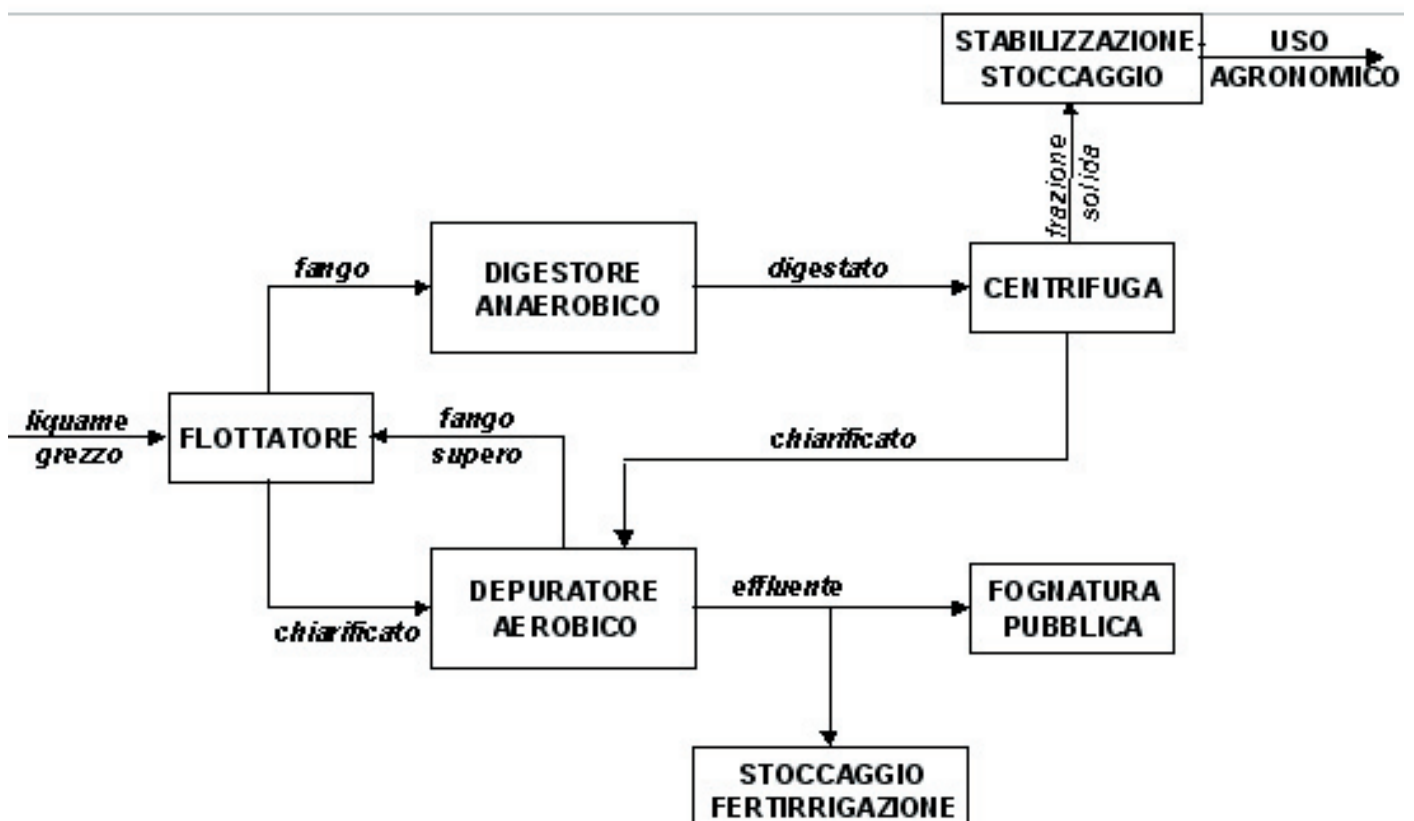 STABILIZZAZIONE
STOCCAGGIO
USO
AGRONOMICO
frazione
solida
fango
DIGESTORE
ANAEROBICO
digestato
CENTRIFUGA
liquame
grezzo
FLOTTATORE
fango
supero
chiarificato
chiarificato
DEPURATORE
AEROBICO
effluente
FOGNATURA
PUBBLICA
STOCCAGGIO
FERTIRRIGAZIONE